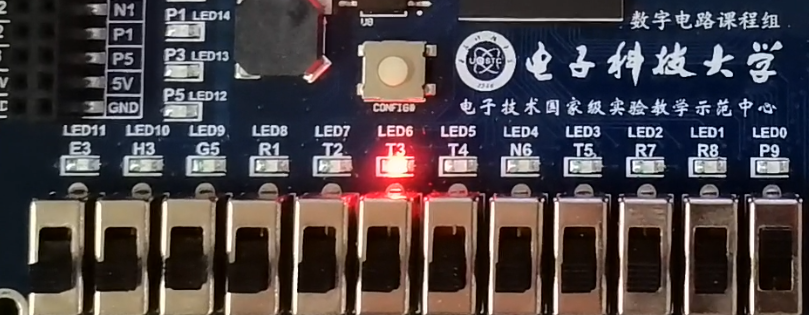 N1
P1
P5
5V
GND
P1 LED14
P3 LED13
P5 LED12
CONFIG0
数字电路课程组
电子科技大学
电子技术国家级实验教学示范中心
LED11 LED10 LED9 LED8 LED7 LED6 LED5 LED4 LED3 LED2 LED1 LED0
E3 H3 G5 R1 T2 T3 T4 N6 T5 R7 R8 P9